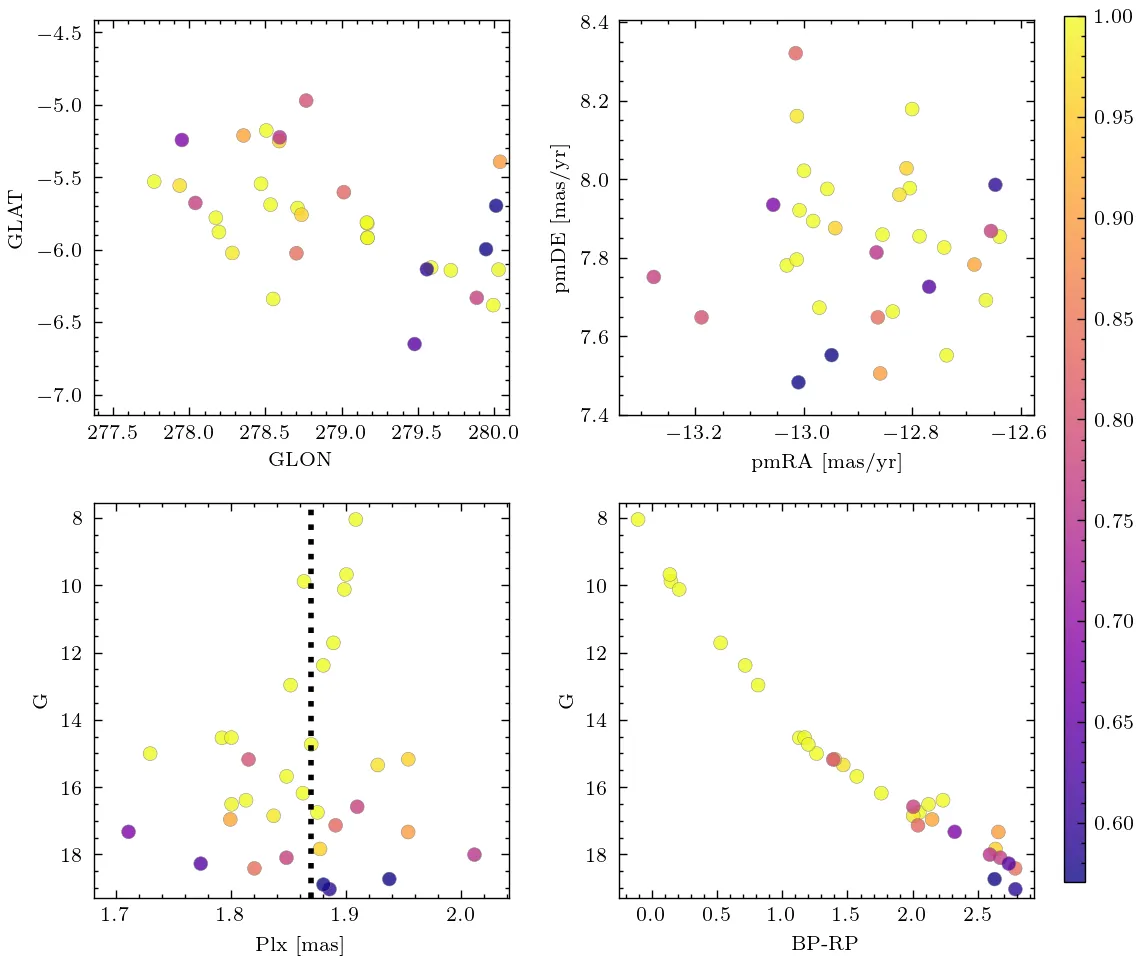 −4.5
−5.0
−5.5
−6.0
−6.5
−7.0
GLAT
277.5 278.0 278.5 279.0 279.5 280.0
GLON
8.4
8.2
8.0
7.8
7.6
7.4
pmDE [mas/yr]
−13.2 −13.0 −12.8 −12.6
pmRA [mas/yr]
8
10
12
14
16
18
G
1.7 1.8 1.9 2.0
Plx [mas]
8
10
12
14
16
18
G
0.0 0.5 1.0 1.5 2.0 2.5
BP-RP
1.00
0.95
0.90
0.85
0.80
0.75
0.70
0.65
0.60